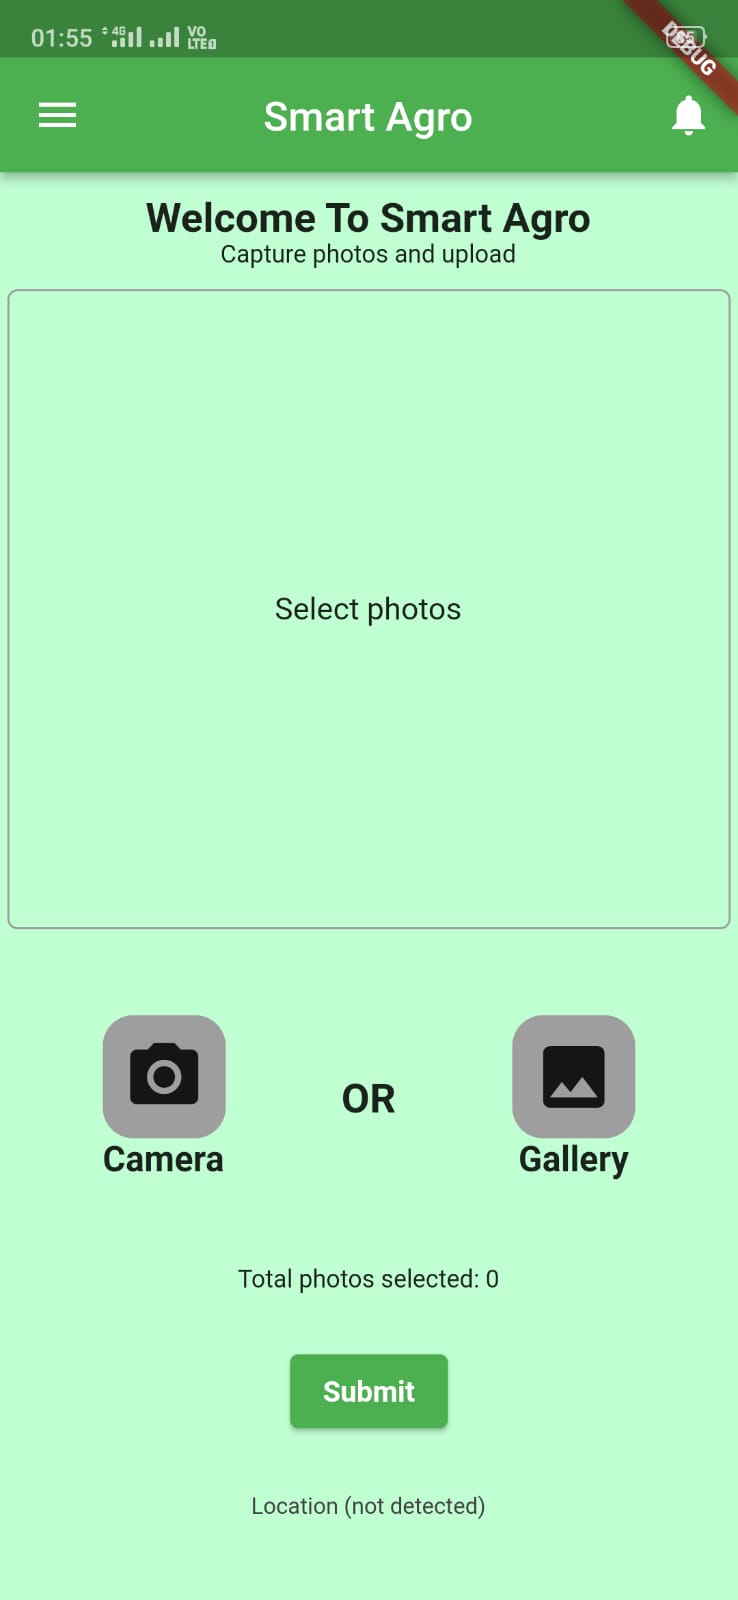 01:55 4G VO
LTE
DEBUG
Smart Agro
Welcome To Smart Agro
Capture photos and upload
Select photos
OR
Camera Gallery
Total photos selected: 0
Submit
Location (not detected)